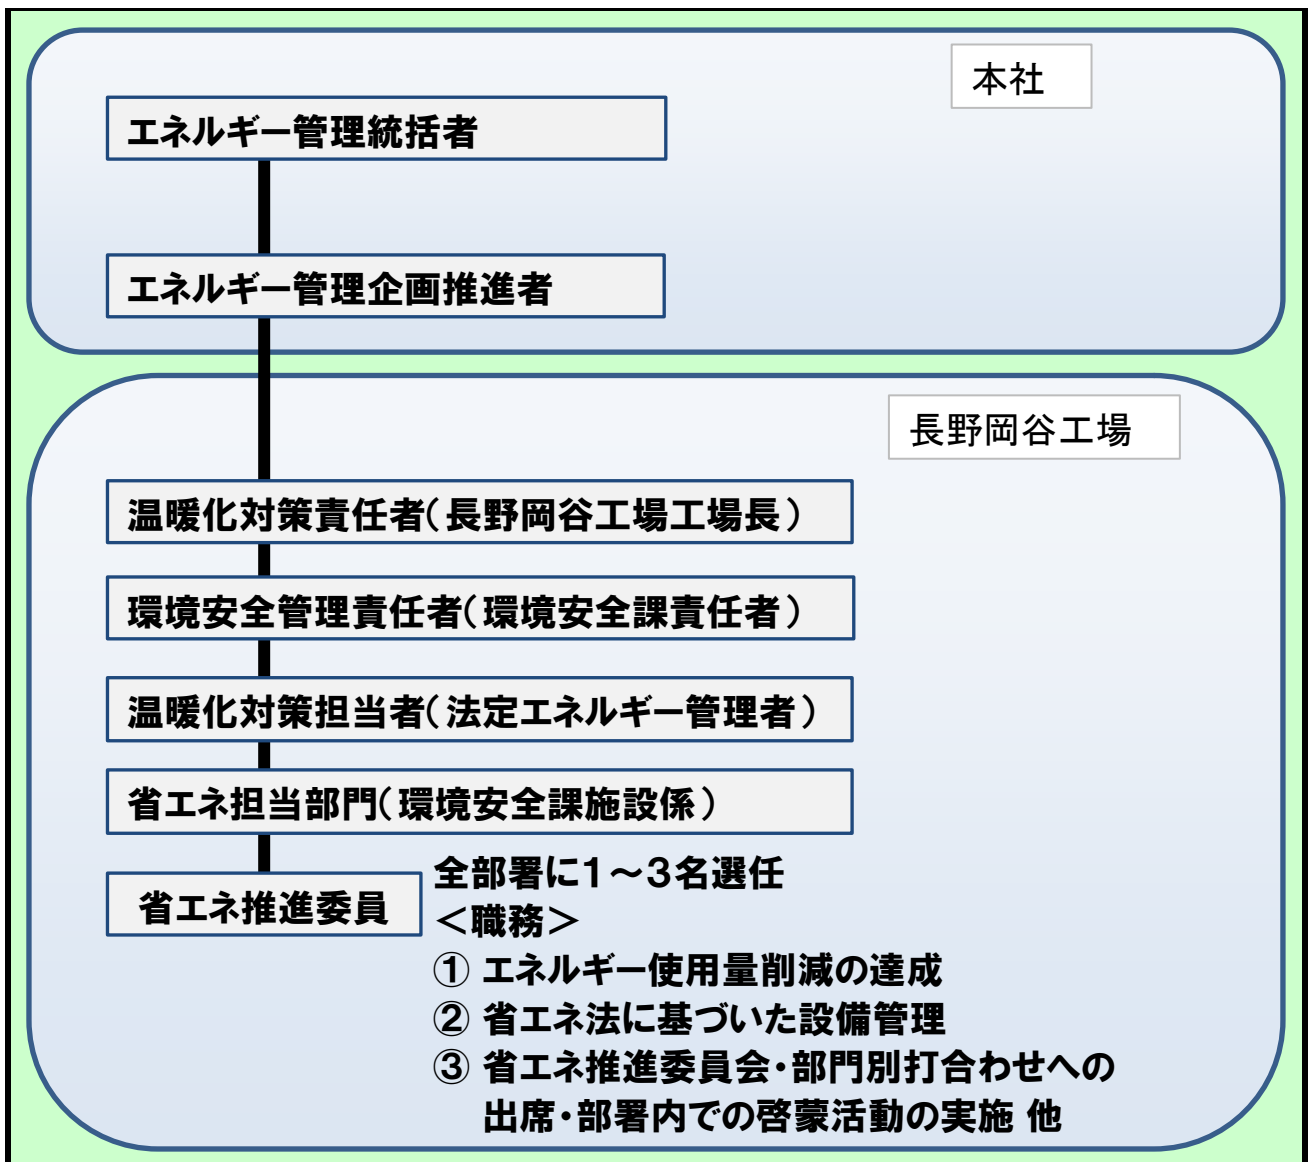 本社
エネルギー管理統括者
エネルギー管理企画推進者
長野岡谷工場
温暖化対策責任者(長野岡谷工場工場長)
環境安全管理責任者(環境安全課責任者)
温暖化対策担当者(法定エネルギー管理者)
省エネ担当部門(環境安全課施設係)
省エネ推進委員
全部署に1~3名選任
<職務>
① エネルギー使用量削減の達成
② 省エネ法に基づいた設備管理
③ 省エネ推進委員会・部門別打合わせへの
出席・部署内での啓蒙活動の実施 他